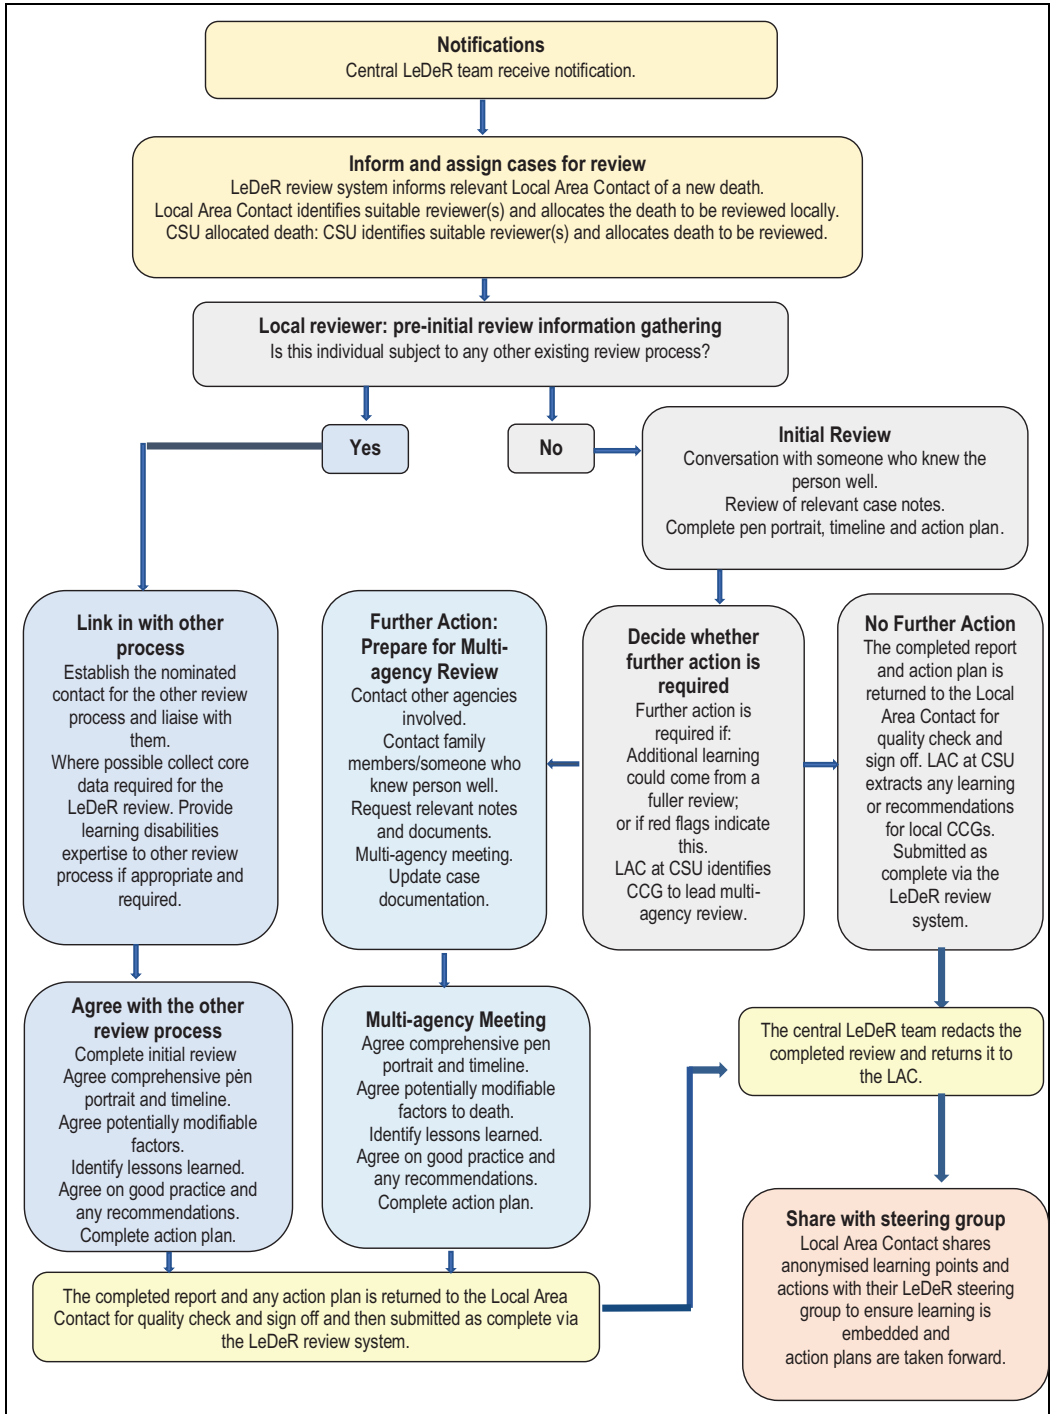 Notifications
Central LeDeR team receive notification.
Inform and assign cases for review
LeDeR review system informs relevant Local Area Contact of a new death.
Local Area Contact identifies suitable reviewer(s) and allocates the death to be reviewed locally.
CSU allocated death: CSU identifies suitable reviewer(s) and allocates death to be reviewed.
Local reviewer: pre-initial review information gathering
Is this individual subject to any other existing review process?
Yes
No
Initial Review
Conversation with someone who knew the
person well.
Review of relevant case notes.
Complete pen portrait, timeline and action plan.
Link in with other
process
Establish the nominated
contact for the other review
process and liaise with
them.
Where possible collect core
data required for the
LeDeR review. Provide
learning disabilities
expertise to other review
process if appropriate and
required.
Further Action:
Prepare for Multi-
agency Review
Contact other agencies
involved.
Contact family
members/someone who
knew person well.
Request relevant notes
and documents.
Multi-agency meeting.
Update case
documentation.
Decide whether
further action is
required
Further action is
required if:
Additional learning
could come from a
fuller review;
or if red flags indicate
this.
LAC at CSU identifies
CCG to lead multi-
agency review.
No Further Action
The completed report
and action plan is
returned to the Local
Area Contact for
quality check and
sign off. LAC at CSU
extracts any learning
or recommendations
for local CCGs.
Submitted as
complete via the
LeDeR review
system.
Agree with the other
review process
Complete initial review
Agree comprehensive pen
portrait and timeline.
Agree potentially modifiable
factors.
Identify lessons learned.
Agree on good practice and
any recommendations.
Complete action plan.
Multi-agency Meeting
Agree comprehensive pen
portrait and timeline.
Agree potentially modifiable
factors to death.
Identify lessons learned.
Agree on good practice and
any recommendations.
Complete action plan.
The central LeDeR team redacts the
completed review and returns it to
the LAC.
The completed report and any action plan is returned to the Local Area
Contact for quality check and sign off and then submitted as complete via
the LeDeR review system.
Share with steering group
Local Area Contact shares
anonymised learning points and
actions with their LeDeR steering
group to ensure learning is
embedded and
action plans are taken forward.